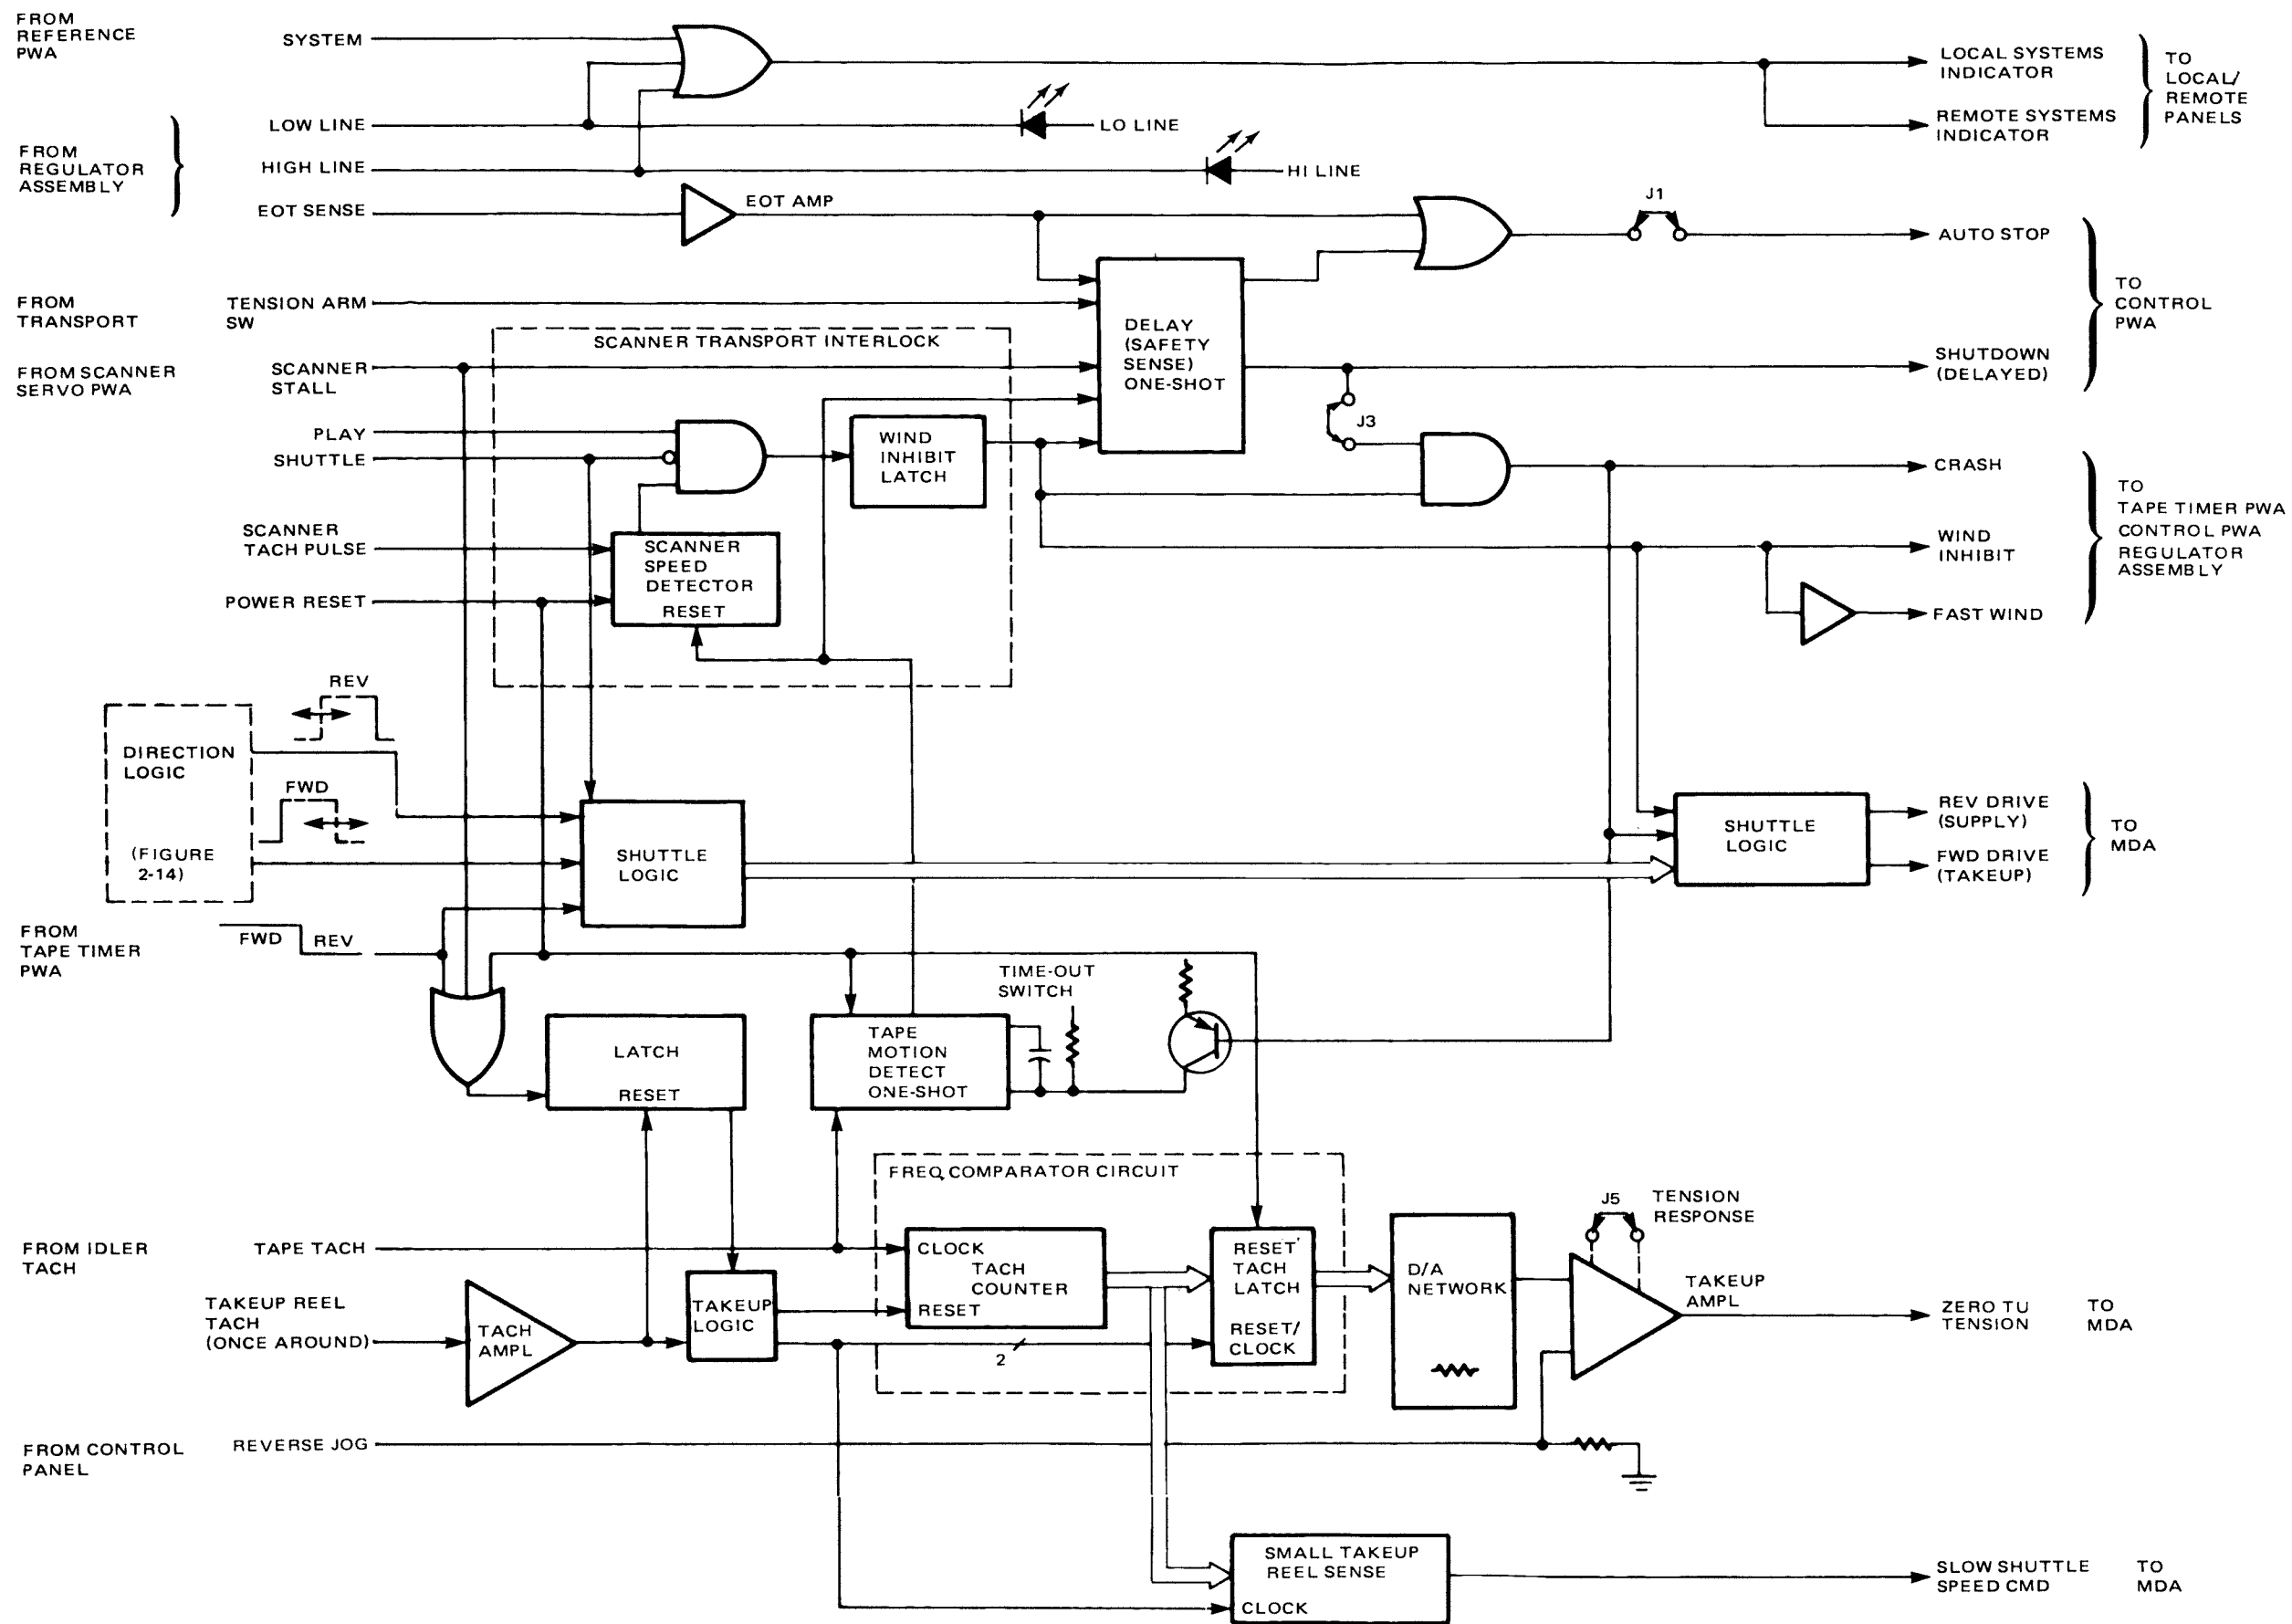 FROM
REFERENCE
PWA
SYSTEM
LOCAL SYSTEMS
INDICATOR
REMOTE SYSTEMS
INDICATOR
TO
LOCAL/
REMOTE
PANELS
FROM
REGULATOR
ASSEMBLY
LOW LINE
LO LINE
HIGH LINE
HI LINE
EOT SENSE
EOT AMP
J1
AUTO STOP
FROM
TRANSPORT
TENSION ARM
SW
SCANNER TRANSPORT INTERLOCK
DELAY
(SAFETY
SENSE)
ONE-SHOT
TO
CONTROL
PWA
FROM SCANNER
SERVO PWA
SCANNER
STALL
SHUTDOWN
(DELAYED)
J3
PLAY
SHUTTLE
WIND
INHIBIT
LATCH
CRASH
SCANNER
TACH PULSE
SCANNER
SPEED
DETECTOR
RESET
POWER RESET
WIND
INHIBIT
FAST WIND
TO
TAPE TIMER PWA
CONTROL PWA
REGULATOR
ASSEMBLY
REV
DIRECTION
LOGIC
FWD
(FIGURE
2-14)
SHUTTLE
LOGIC
SHUTTLE
LOGIC
REV DRIVE
(SUPPLY)
FWD DRIVE
(TAKEUP)
TO
MDA
FROM
TAPE TIMER
PWA
FWD
REV
TIME-OUT
SWITCH
LATCH
RESET
TAPE
MOTION
DETECT
ONE-SHOT
FREQ COMPARATOR CIRCUIT
J5
TENSION
RESPONSE
FROM IDLER
TACH
TAPE TACH
CLOCK
TACH
COUNTER
RESET
RESET'
TACH
LATCH
RESET/
CLOCK
D/A
NETWORK
TAKEUP
AMPL
ZERO TU
TENSION
TO
MDA
TAKEUP REEL
TACH
(ONCE AROUND)
TACH
AMPL
TAKEUP
LOGIC
2
FROM CONTROL
PANEL
REVERSE JOG
SMALL TAKEUP
REEL SENSE
CLOCK
SLOW SHUTTLE
SPEED CMD
TO
MDA